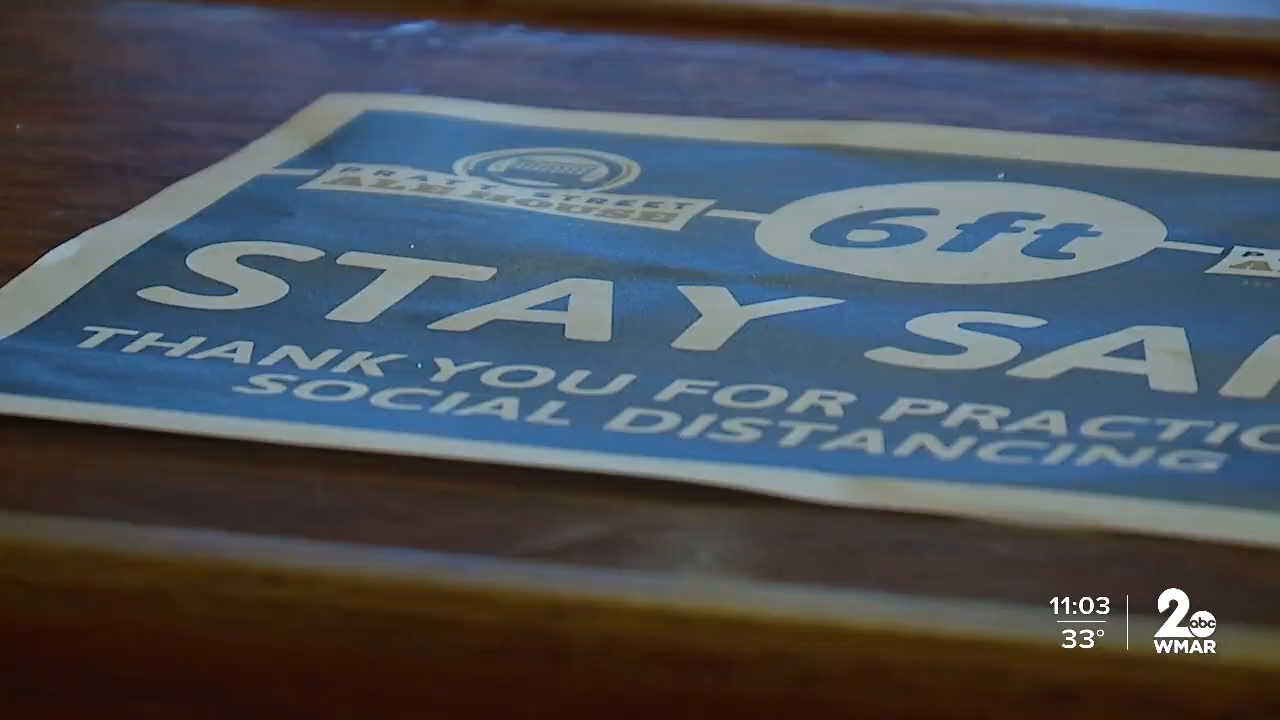 PRATT STREET
ALE HOUSE
6ft
STAY SA
THANK YOU FOR PRACTIC
SOCIAL DISTANCING
11:03
33°
2
abc
WMAR